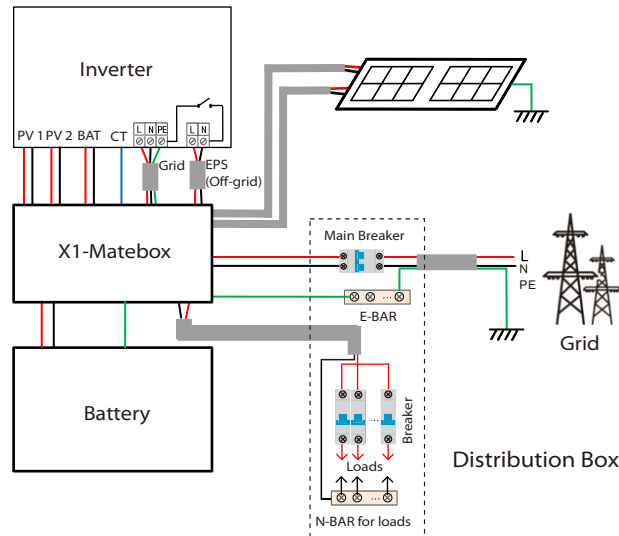 Inverter
L N PE
L N
PV 1 PV 2 BAT CT
Grid
EPS
(Off-grid)
X1-Matebox
Main Breaker
L
N
PE
E-BAR
Grid
Battery
...
Breaker
Loads
Distribution Box
N-BAR for loads